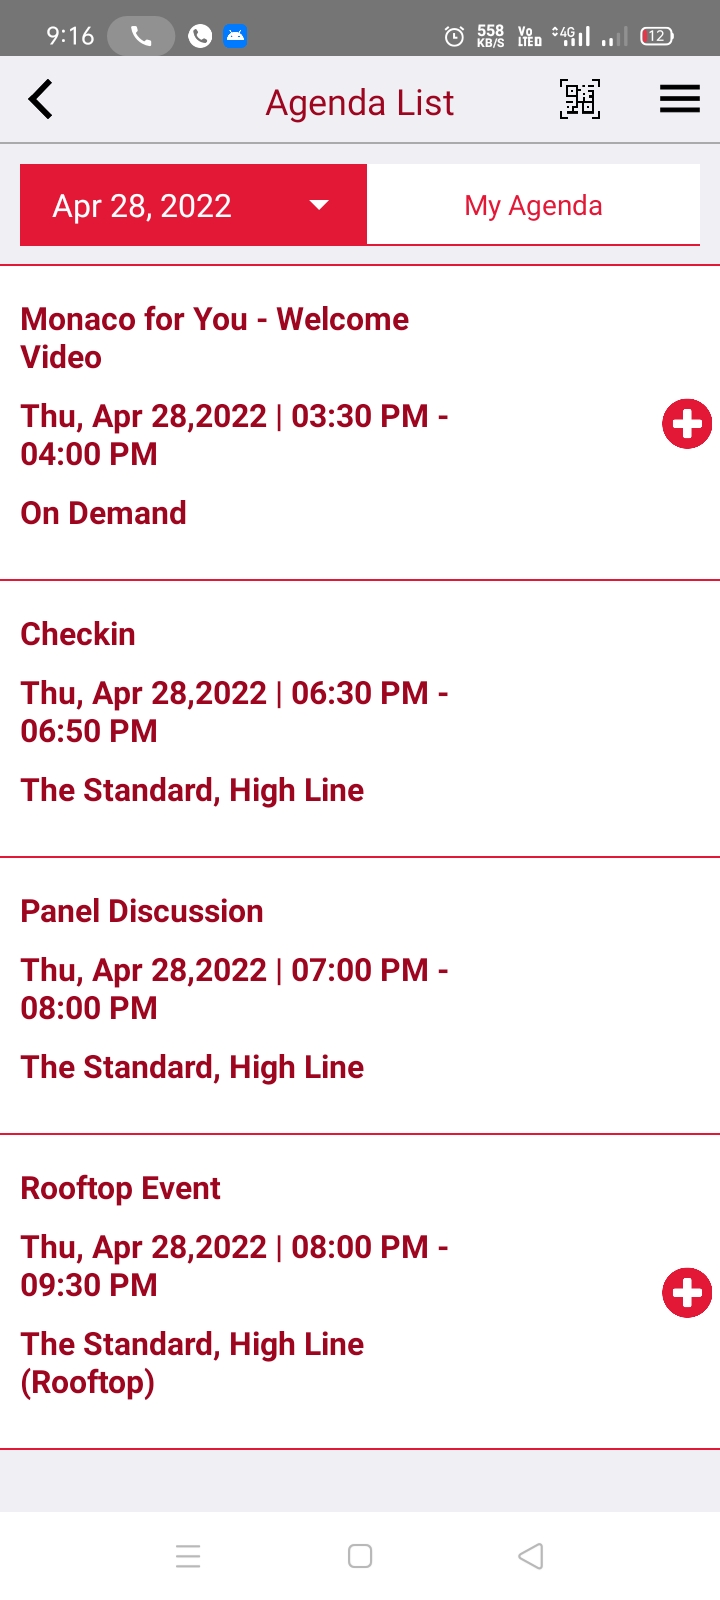 9:16
558 KB/S
Vo LTED
4G
12
Agenda List
Apr 28, 2022
My Agenda
Monaco for You - Welcome
Video
Thu, Apr 28,2022 | 03:30 PM -
04:00 PM
On Demand
Checkin
Thu, Apr 28,2022 | 06:30 PM -
06:50 PM
The Standard, High Line
Panel Discussion
Thu, Apr 28,2022 | 07:00 PM -
08:00 PM
The Standard, High Line
Rooftop Event
Thu, Apr 28,2022 | 08:00 PM -
09:30 PM
The Standard, High Line
(Rooftop)